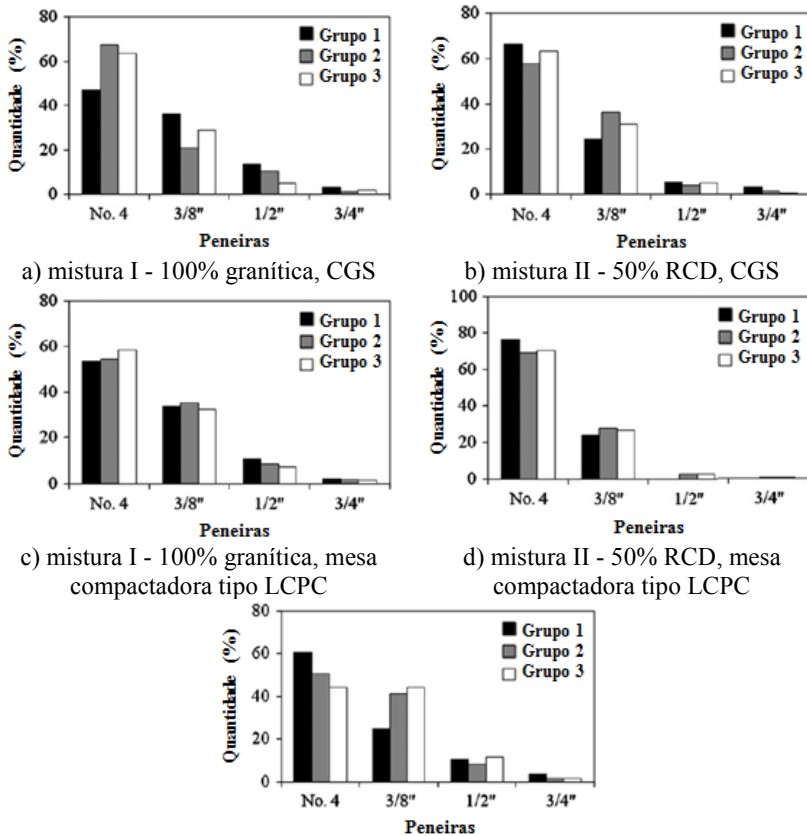 80
60
40
20
0
Quantidade (%)
Grupo 1
Grupo 2
Grupo 3
No. 4 3/8" 1/2" 3/4"
Peneiras
a) mistura I - 100% granítica, CGS
80
60
40
20
0
Quantidade (%)
Grupo 1
Grupo 2
Grupo 3
No. 4 3/8" 1/2" 3/4"
Peneiras
b) mistura II - 50% RCD, CGS
80
60
40
20
0
Quantidade (%)
Grupo 1
Grupo 2
Grupo 3
No. 4 3/8" 1/2" 3/4"
Peneiras
c) mistura I - 100% granítica, mesa
compactadora tipo LCPC
100
80
60
40
20
0
Quantidade (%)
Grupo 1
Grupo 2
Grupo 3
No. 4 3/8" 1/2" 3/4"
Peneiras
d) mistura II - 50% RCD, mesa
compactadora tipo LCPC
80
60
40
20
0
Quantidade (%)
Grupo 1
Grupo 2
Grupo 3
No. 4 3/8" 1/2" 3/4"
Peneiras